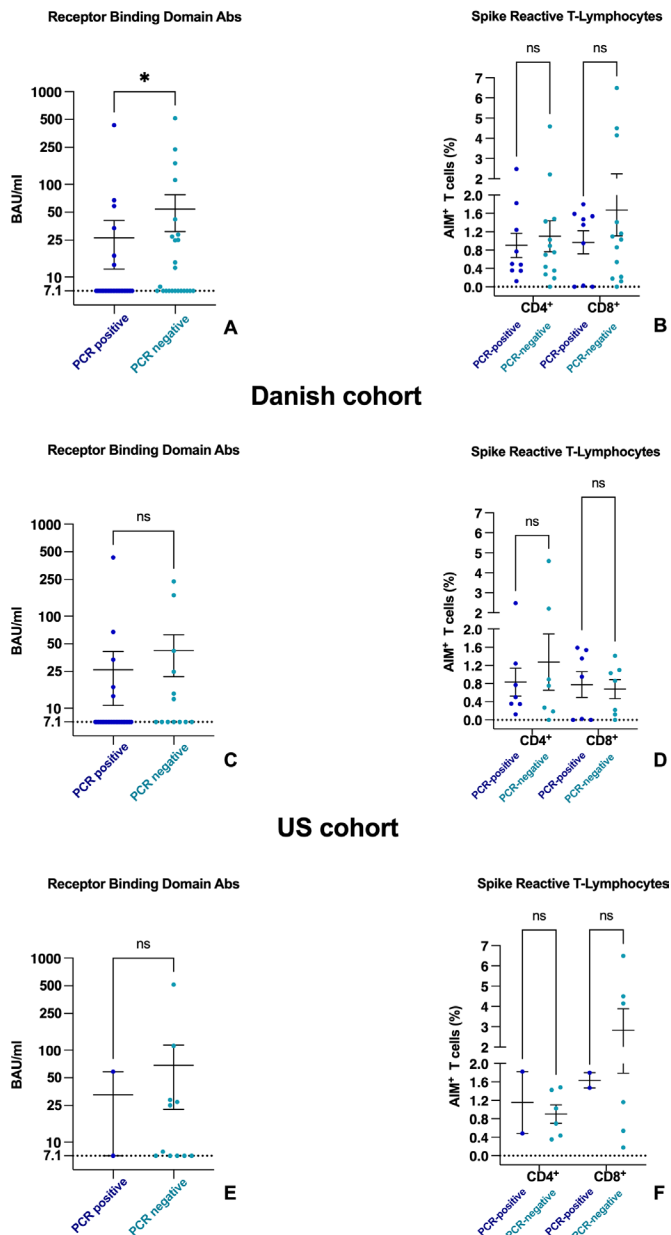 Receptor Binding Domain Abs
Spike Reactive T-Lymphocytes
*
ns
ns
1000
500
250
100
50
25
10
7.1
BAU/ml
7
6
5
4
3
2
2.0
1.6
1.2
0.8
0.4
0.0
AIM+ T cells (%)
CD4+
CD8+
PCR positive
PCR negative
A
PCR-positive
PCR-negative
PCR-positive
PCR-negative
B
Danish cohort
Receptor Binding Domain Abs
Spike Reactive T-Lymphocytes
ns
ns
ns
1000
500
250
100
50
25
10
7.1
BAU/ml
7
6
5
4
3
2
2.0
1.6
1.2
0.8
0.4
0.0
AIM+ T cells (%)
CD4+
CD8+
PCR positive
PCR negative
C
PCR-positive
PCR-negative
PCR-positive
PCR-negative
D
US cohort
Receptor Binding Domain Abs
Spike Reactive T-Lymphocytes
ns
ns
ns
1000
500
250
100
50
25
10
7.1
BAU/ml
7
6
5
4
3
2
2.0
1.6
1.2
0.8
0.4
0.0
AIM+ T cells (%)
CD4+
CD8+
PCR positive
PCR negative
E
PCR-positive
PCR-negative
PCR-positive
PCR-negative
F